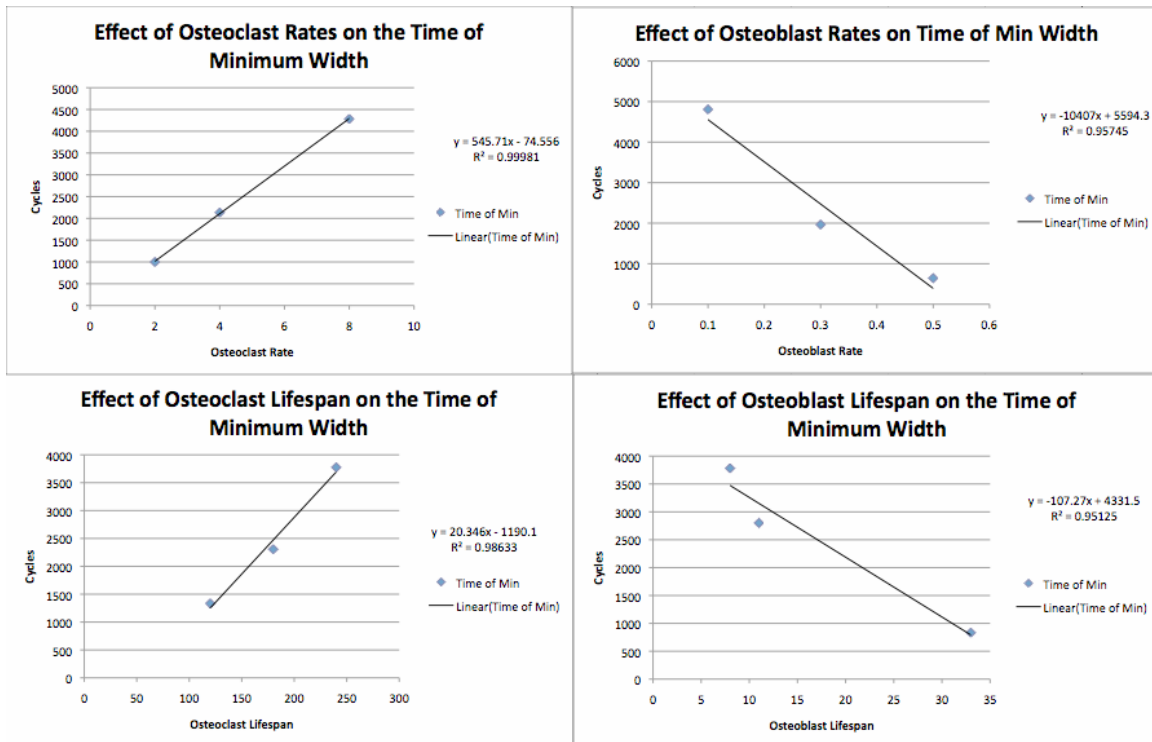 Effect of Osteoclast Rates on the Time of
Minimum Width
5000
4500
4000
3500
3000
2500
2000
1500
1000
500
0
Cycles
0 2 4 6 8 10
Osteoclast Rate
y = 545.71x - 74.556
R² = 0.99981
Time of Min
Linear(Time of Min)
Effect of Osteoblast Rates on Time of Min Width
6000
5000
4000
3000
2000
1000
0
Cycles
0 0.1 0.2 0.3 0.4 0.5 0.6
Osteoblast Rate
y = -10407x + 5594.3
R² = 0.95745
Time of Min
Linear(Time of Min)
Effect of Osteoclast Lifespan on the Time of
Minimum Width
4000
3500
3000
2500
2000
1500
1000
500
0
Cycles
0 50 100 150 200 250 300
Osteoclast Lifespan
y = 20.346x - 1190.1
R² = 0.98633
Time of Min
Linear(Time of Min)
Effect of Osteoblast Lifespan on the Time of
Minimum Width
4000
3500
3000
2500
2000
1500
1000
500
0
Cycles
0 5 10 15 20 25 30 35
Osteoblast Lifespan
y = -107.27x + 4331.5
R² = 0.95125
Time of Min
Linear(Time of Min)